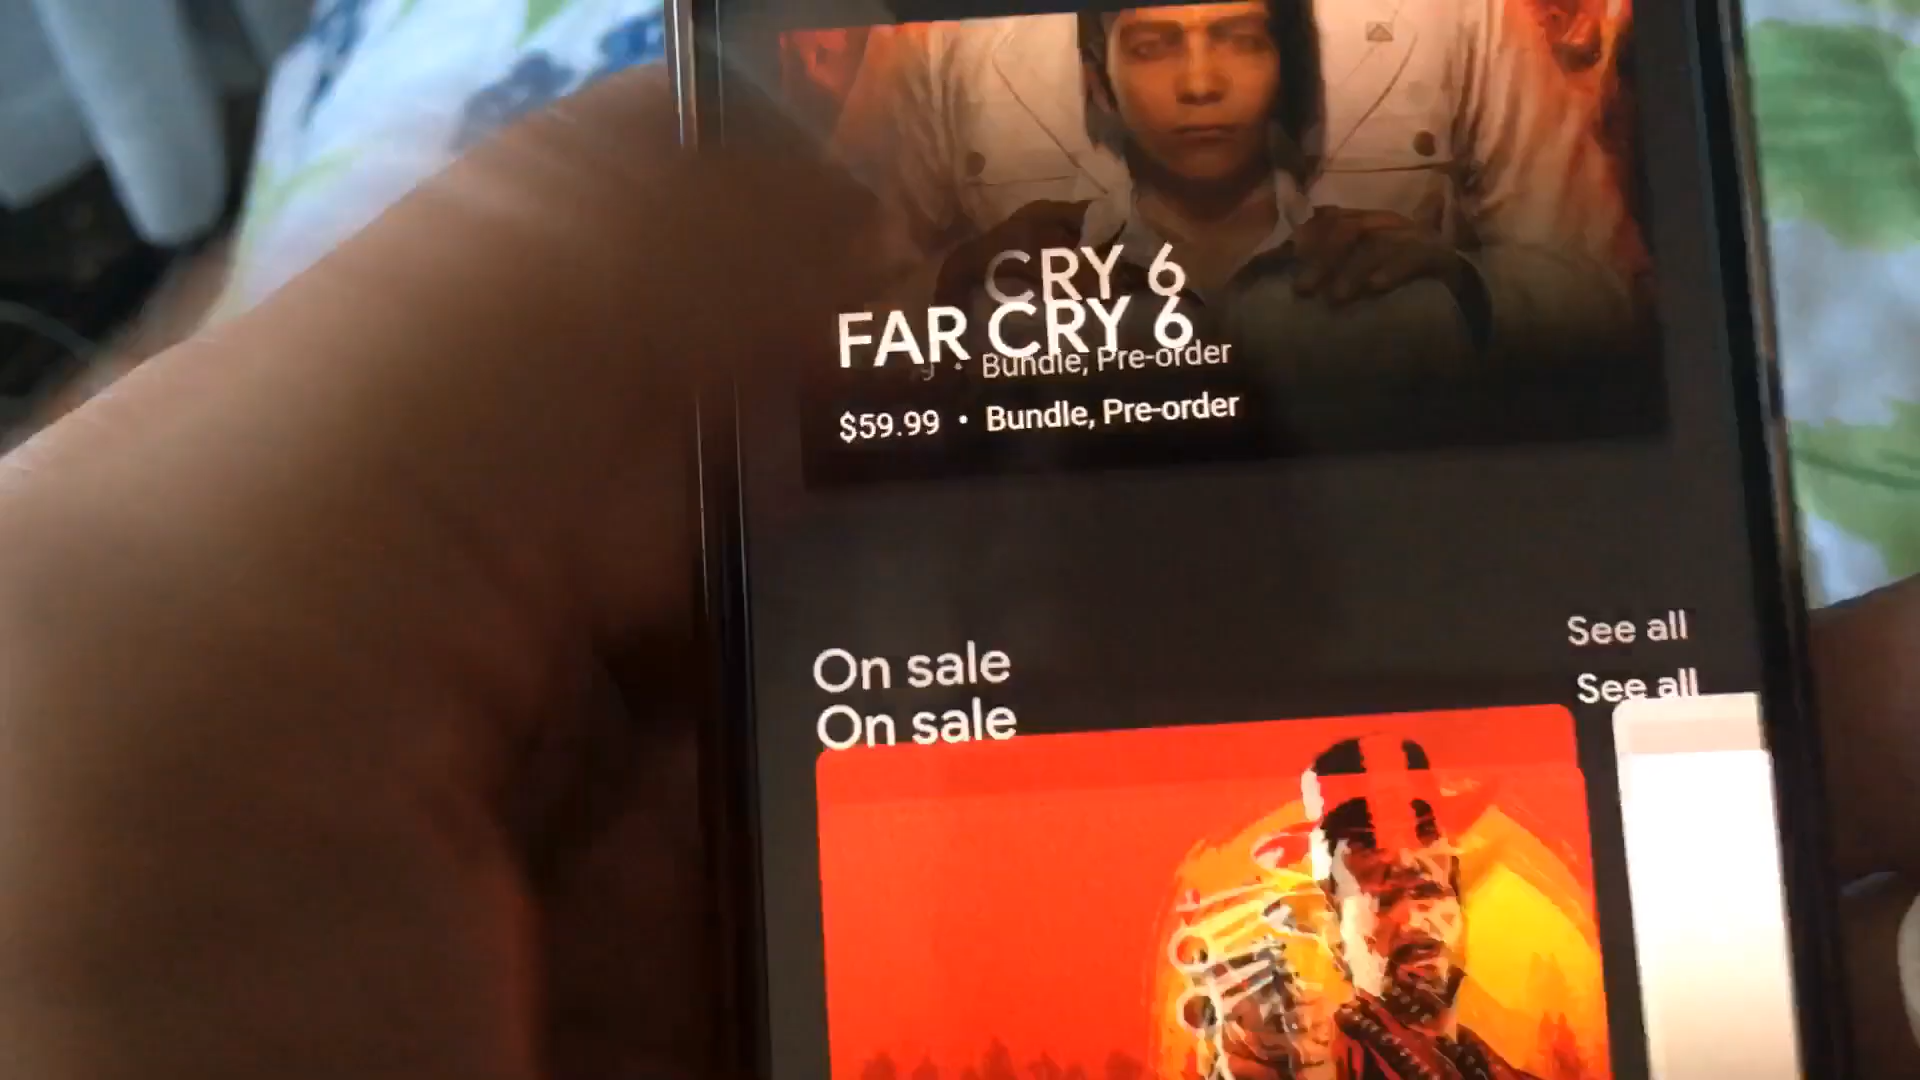 CRY 6
FAR CRY 6
Bundle, Pre-order
$59.99 • Bundle, Pre-order
See all
On sale
See all
On sale